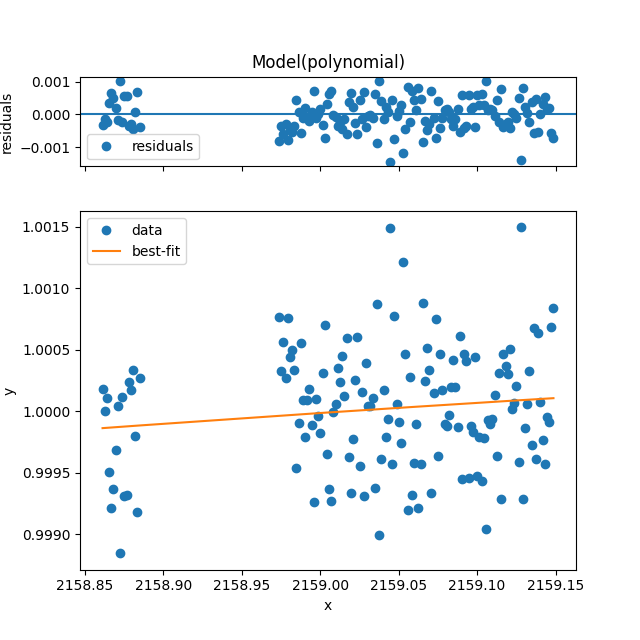 Model(polynomial)
residuals
0.001
0.000
−0.001
residuals
y
1.0015
1.0010
1.0005
1.0000
0.9995
0.9990
data
best-fit
2158.85 2158.90 2158.95 2159.00 2159.05 2159.10 2159.15
x